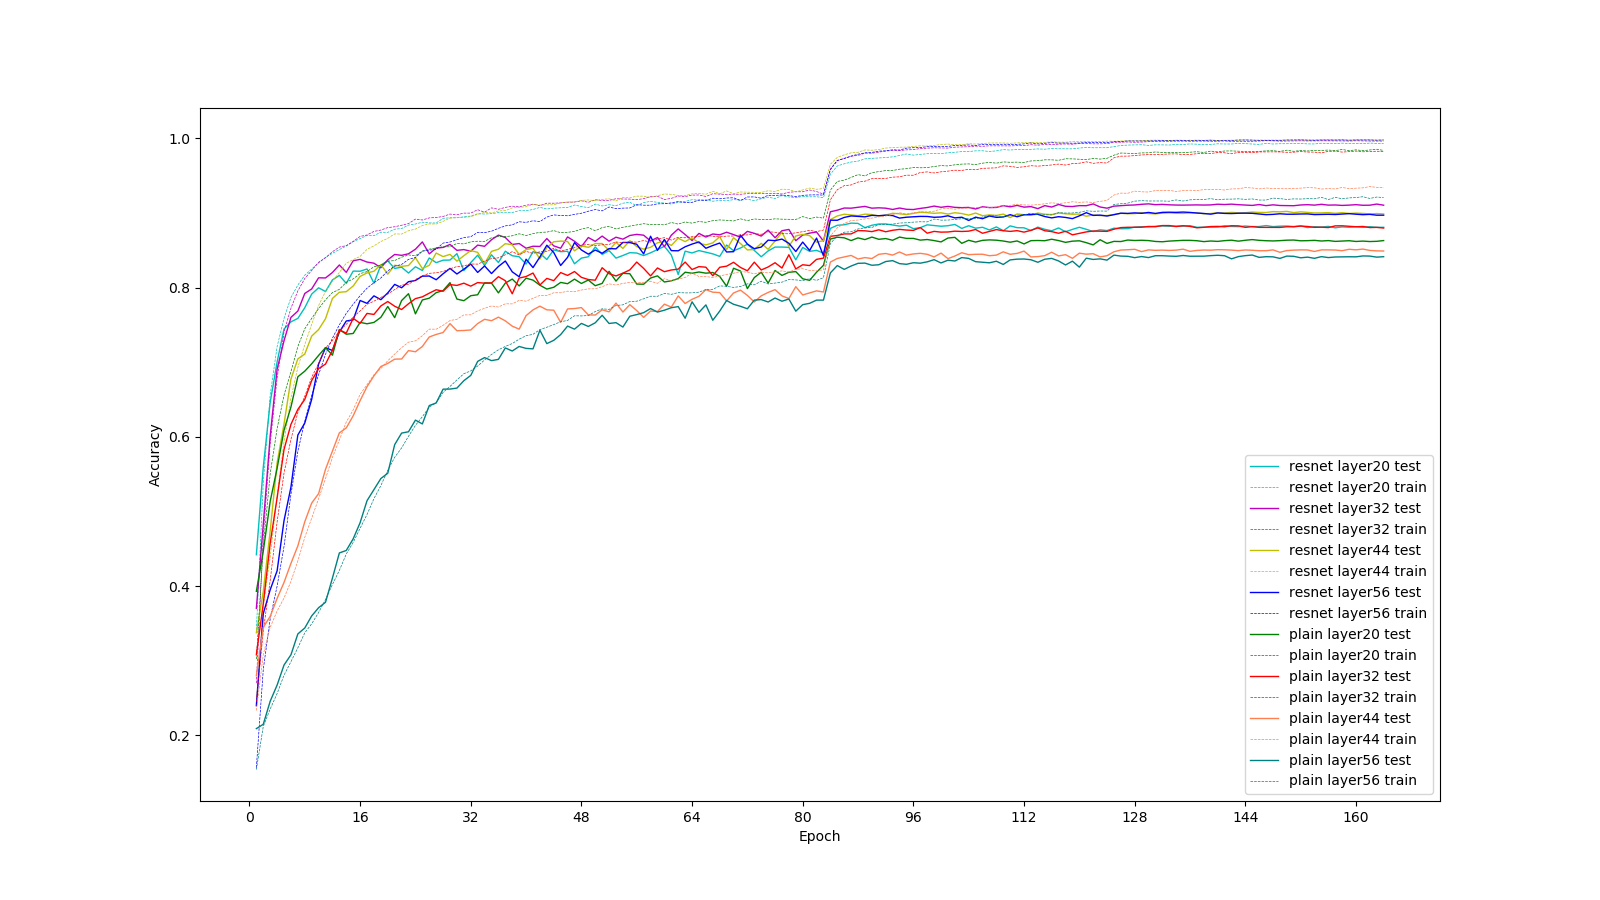 1.0
0.8
0.6
0.4
0.2
Accuracy
0 16 32 48 64 80 96 112 128 144 160
Epoch
resnet layer20 test
resnet layer20 train
resnet layer32 test
resnet layer32 train
resnet layer44 test
resnet layer44 train
resnet layer56 test
resnet layer56 train
plain layer20 test
plain layer20 train
plain layer32 test
plain layer32 train
plain layer44 test
plain layer44 train
plain layer56 test
plain layer56 train